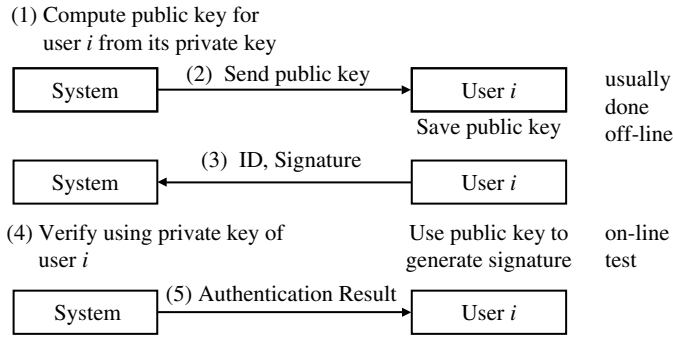 (1) Compute public key for
user i from its private key
System
(2) Send public key
User i
Save public key
usually
done
off-line
System
(3) ID, Signature
User i
(4) Verify using private key of
user i
Use public key to
generate signature
on-line
test
System
(5) Authentication Result
User i